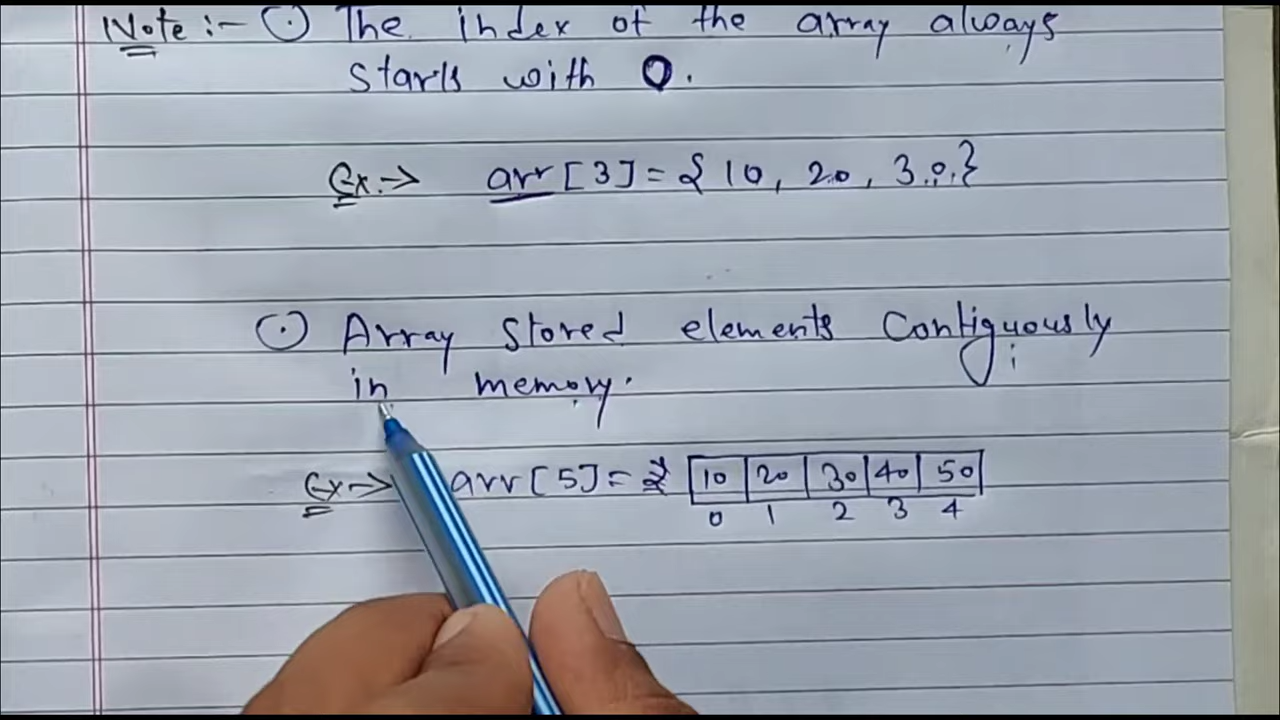 Note :- ⊙ The index of the array always
starts with 0.
Ex.→ arr[3] = {10, 20, 30.}
⊙ Array Stored elements Contiguously
in memory.
Ex→ arr[5] = { 10 20 30 40 50
0 1 2 3 4